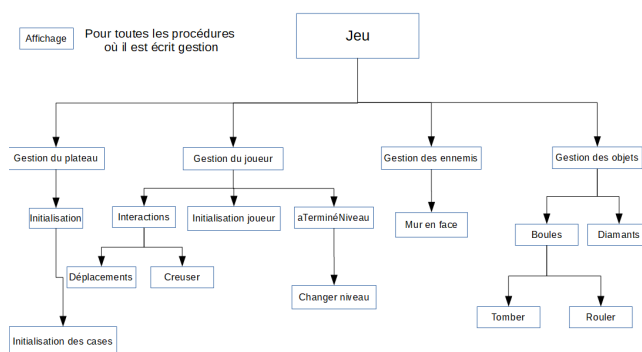 Jeu
Affichage
Pour toutes les procédures
où il est écrit gestion
Gestion du plateau
Gestion du joueur
Gestion des ennemis
Gestion des objets
Initialisation
Interactions
Initialisation joueur
aTerminéNiveau
Mur en face
Boules
Diamants
Déplacements
Creuser
Changer niveau
Tomber
Rouler
Initialisation des cases